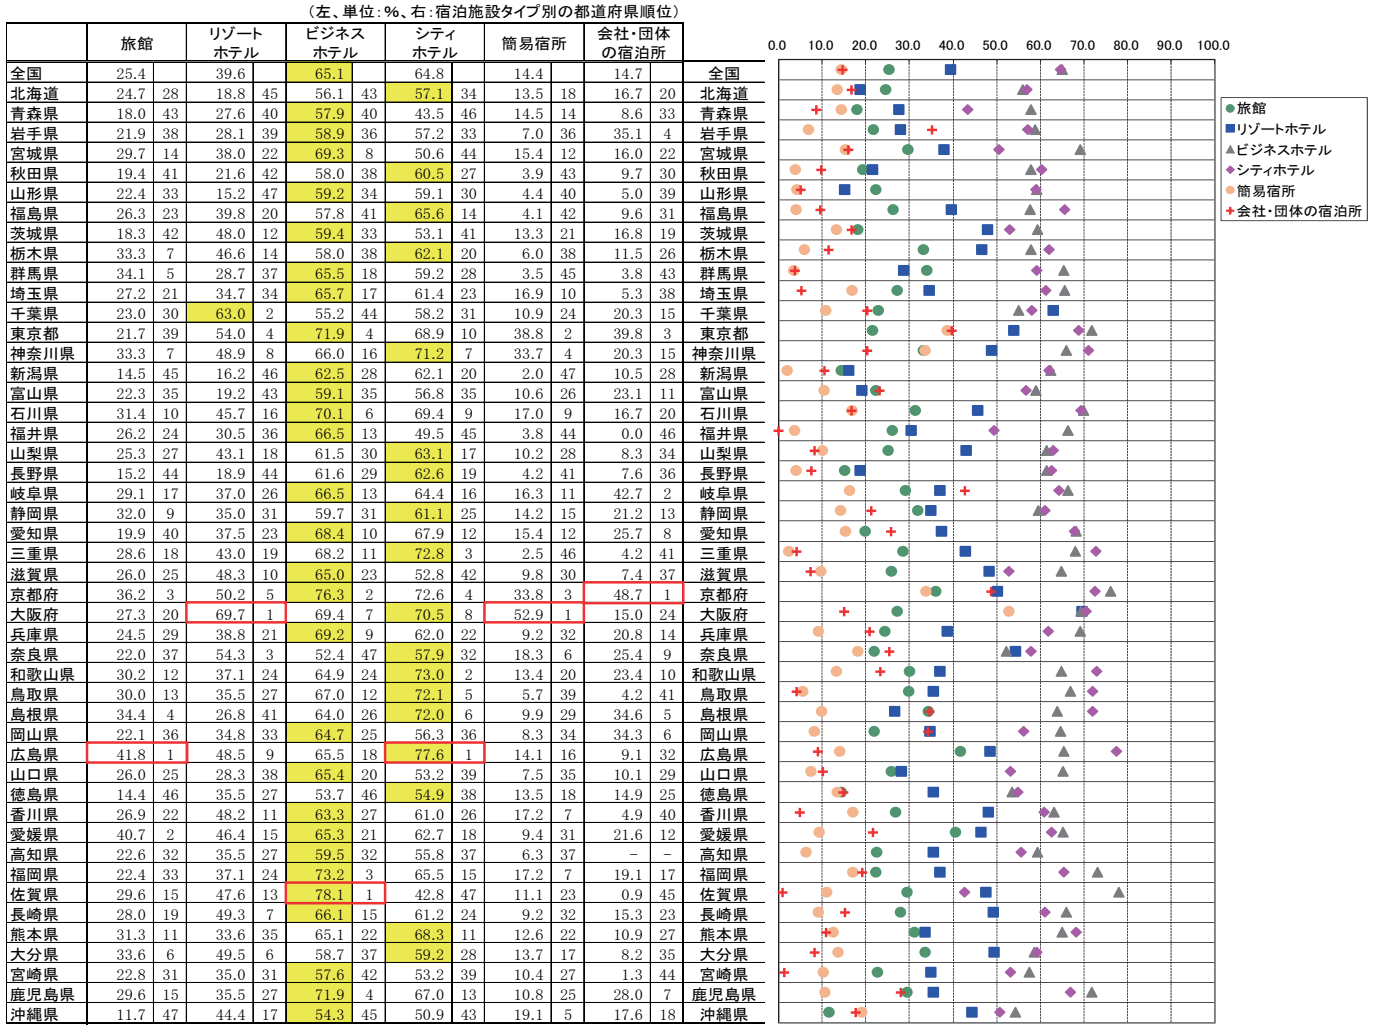 （左、単位：％、右：宿泊施設タイプ別の都道府県順位）
旅館 リゾートホテル ビジネスホテル シティホテル 簡易宿所 会社・団体の宿泊所
0.0 10.0 20.0 30.0 40.0 50.0 60.0 70.0 80.0 90.0 100.0
全国 25.4 39.6 65.1 64.8 14.4 14.7 全国
北海道 24.7 28 18.8 45 56.1 43 57.1 34 13.5 18 16.7 20 北海道
青森県 18.0 43 27.6 40 57.9 40 43.5 46 14.5 14 8.6 33 青森県
岩手県 21.9 38 28.1 39 58.9 36 57.2 33 7.0 36 35.1 4 岩手県
宮城県 29.7 14 38.0 22 69.3 8 50.6 44 15.4 12 16.0 22 宮城県
秋田県 19.4 41 21.6 42 58.0 38 60.5 27 3.9 43 9.7 30 秋田県
山形県 22.4 33 15.2 47 59.2 34 59.1 30 4.4 40 5.0 39 山形県
福島県 26.3 23 39.8 20 57.8 41 65.6 14 4.1 42 9.6 31 福島県
茨城県 18.3 42 48.0 12 59.4 33 53.1 41 13.3 21 16.8 19 茨城県
栃木県 33.3 7 46.6 14 58.0 38 62.1 20 6.0 38 11.5 26 栃木県
群馬県 34.1 5 28.7 37 65.5 18 59.2 28 3.5 45 3.8 43 群馬県
埼玉県 27.2 21 34.7 34 65.7 17 61.4 23 16.9 10 5.3 38 埼玉県
千葉県 23.0 30 63.0 2 55.2 44 58.2 31 10.9 24 20.3 15 千葉県
東京都 21.7 39 54.0 4 71.9 4 68.9 10 38.8 2 39.8 3 東京都
神奈川県 33.3 7 48.9 8 66.0 16 71.2 7 33.7 4 20.3 15 神奈川県
新潟県 14.5 45 16.2 46 62.5 28 62.1 20 2.0 47 10.5 28 新潟県
富山県 22.3 35 19.2 43 59.1 35 56.8 35 10.6 26 23.1 11 富山県
石川県 31.4 10 45.7 16 70.1 6 69.4 9 17.0 9 16.7 20 石川県
福井県 26.2 24 30.5 36 66.5 13 49.5 45 3.8 44 0.0 46 福井県
山梨県 25.3 27 43.1 18 61.5 30 63.1 17 10.2 28 8.3 34 山梨県
長野県 15.2 44 18.9 44 61.6 29 62.6 19 4.2 41 7.6 36 長野県
岐阜県 29.1 17 37.0 26 66.5 13 64.4 16 16.3 11 42.7 2 岐阜県
静岡県 32.0 9 35.0 31 59.7 31 61.1 25 14.2 15 21.2 13 静岡県
愛知県 19.9 40 37.5 23 68.4 10 67.9 12 15.4 12 25.7 8 愛知県
三重県 28.6 18 43.0 19 68.2 11 72.8 3 2.5 46 4.2 41 三重県
滋賀県 26.0 25 48.3 10 65.0 23 52.8 42 9.8 30 7.4 37 滋賀県
京都府 36.2 3 50.2 5 76.3 2 72.6 4 33.8 3 48.7 1 京都府
大阪府 27.3 20 69.7 1 69.4 7 70.5 8 52.9 1 15.0 24 大阪府
兵庫県 24.5 29 38.8 21 69.2 9 62.0 22 9.2 32 20.8 14 兵庫県
奈良県 22.0 37 54.3 3 52.4 47 57.9 32 18.3 6 25.4 9 奈良県
和歌山県 30.2 12 37.1 24 64.9 24 73.0 2 13.4 20 23.4 10 和歌山県
鳥取県 30.0 13 35.5 27 67.0 12 72.1 5 5.7 39 4.2 41 鳥取県
島根県 34.4 4 26.8 41 64.0 26 72.0 6 9.9 29 34.6 5 島根県
岡山県 22.1 36 34.8 33 64.7 25 56.3 36 8.3 34 34.3 6 岡山県
広島県 41.8 1 48.5 9 65.5 18 77.6 1 14.1 16 9.1 32 広島県
山口県 26.0 25 28.3 38 65.4 20 53.2 39 7.5 35 10.1 29 山口県
徳島県 14.4 46 35.5 27 53.7 46 54.9 38 13.5 18 14.9 25 徳島県
香川県 26.9 22 48.2 11 63.3 27 61.0 26 17.2 7 4.9 40 香川県
愛媛県 40.7 2 46.4 15 65.3 21 62.7 18 9.4 31 21.6 12 愛媛県
高知県 22.6 32 35.5 27 59.5 32 55.8 37 6.3 37 － － 高知県
福岡県 22.4 33 37.1 24 73.2 3 65.5 15 17.2 7 19.1 17 福岡県
佐賀県 29.6 15 47.6 13 78.1 1 42.8 47 11.1 23 0.9 45 佐賀県
長崎県 28.0 19 49.3 7 66.1 15 61.2 24 9.2 32 15.3 23 長崎県
熊本県 31.3 11 33.6 35 65.1 22 68.3 11 12.6 22 10.9 27 熊本県
大分県 33.6 6 49.5 6 58.7 37 59.2 28 13.7 17 8.2 35 大分県
宮崎県 22.8 31 35.0 31 57.6 42 53.2 39 10.4 27 1.3 44 宮崎県
鹿児島県 29.6 15 35.5 27 71.9 4 67.0 13 10.8 25 28.0 7 鹿児島県
沖縄県 11.7 47 44.4 17 54.3 45 50.9 43 19.1 5 17.6 18 沖縄県
旅館
リゾートホテル
ビジネスホテル
シティホテル
簡易宿所
会社・団体の宿泊所